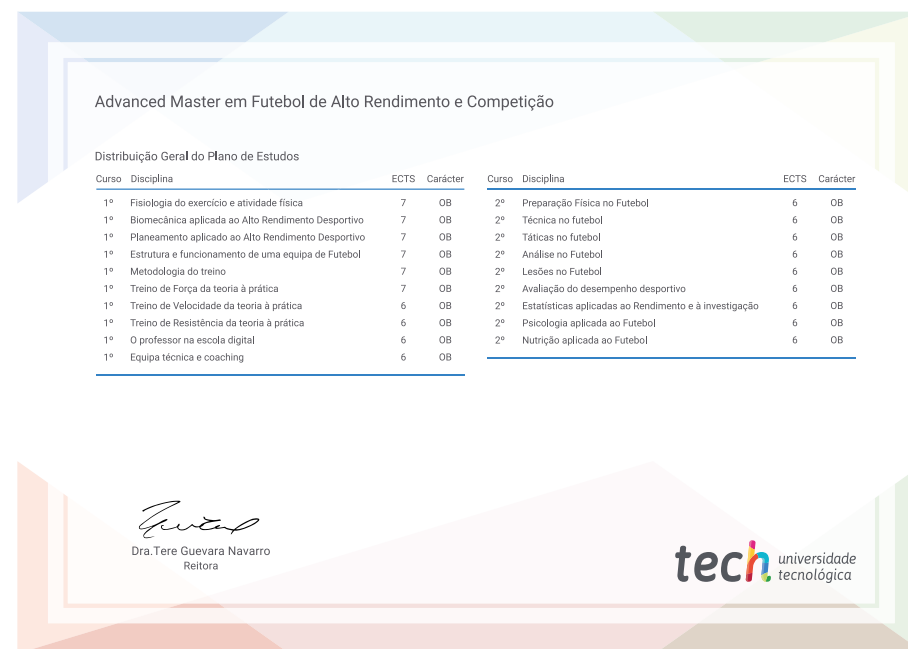 Advanced Master em Futebol de Alto Rendimento e Competição
Distribuição Geral do Plano de Estudos
Curso Disciplina ECTS Carácter
1º Fisiologia do exercício e atividade física 7 OB
1º Biomecânica aplicada ao Alto Rendimento Desportivo 7 OB
1º Planeamento aplicado ao Alto Rendimento Desportivo 7 OB
1º Estrutura e funcionamento de uma equipa de Futebol 7 OB
1º Metodologia do treino 7 OB
1º Treino de Força da teoria à prática 7 OB
1º Treino de Velocidade da teoria à prática 6 OB
1º Treino de Resistência da teoria à prática 6 OB
1º O professor na escola digital 6 OB
1º Equipa técnica e coaching 6 OB
Curso Disciplina ECTS Carácter
2º Preparação Física no Futebol 6 OB
2º Técnica no futebol 6 OB
2º Táticas no futebol 6 OB
2º Análise no Futebol 6 OB
2º Lesões no Futebol 6 OB
2º Avaliação do desempenho desportivo 6 OB
2º Estatísticas aplicadas ao Rendimento e à investigação 6 OB
2º Psicologia aplicada ao Futebol 6 OB
2º Nutrição aplicada ao Futebol 6 OB
Dra.Tere Guevara Navarro
Reitora
tech universidade
tecnológica